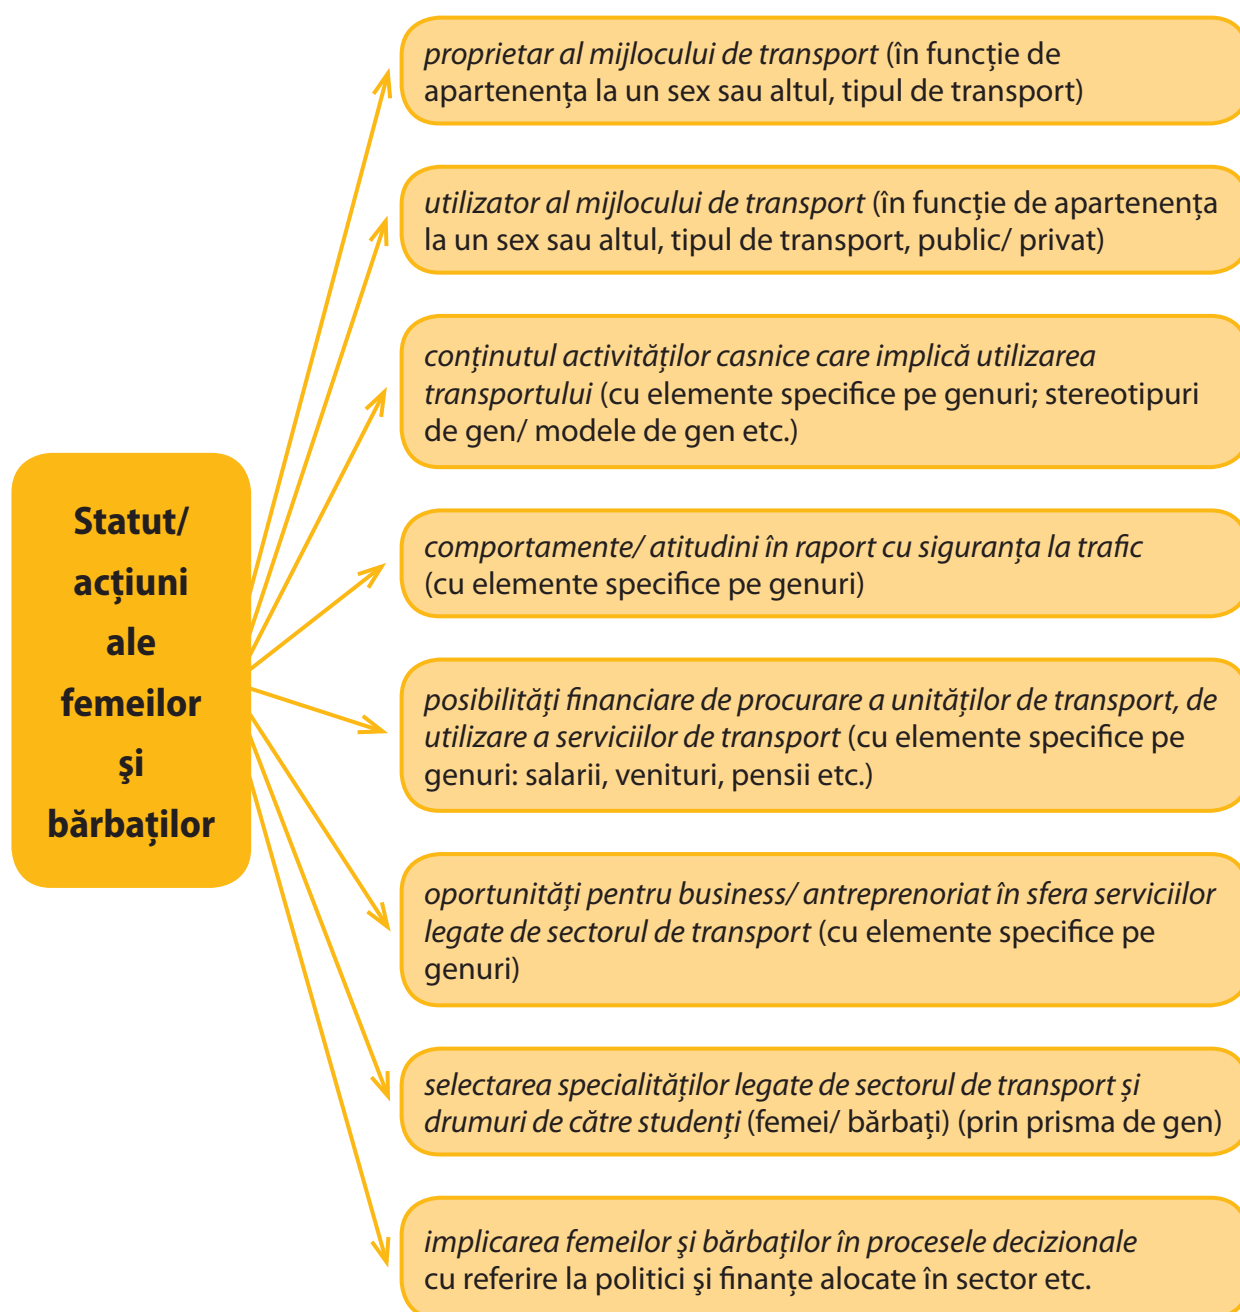 proprietar al mijlocului de transport (în funcție de
apartenența la un sex sau altul, tipul de transport)
utilizator al mijlocului de transport (în funcție de apartenența
la un sex sau altul, tipul de transport, public/ privat)
conținutul activităților casnice care implică utilizarea
transportului (cu elemente specifice pe genuri; stereotipuri
de gen/ modele de gen etc.)
Statut/
acțiuni
ale
femeilor
şi
bărbaților
comportamente/ atitudini în raport cu siguranța la trafic
(cu elemente specifice pe genuri)
posibilități financiare de procurare a unităților de transport, de
utilizare a serviciilor de transport (cu elemente specifice pe
genuri: salarii, venituri, pensii etc.)
oportunități pentru business/ antreprenoriat în sfera serviciilor
legate de sectorul de transport (cu elemente specifice pe
genuri)
selectarea specialităților legate de sectorul de transport și
drumuri de către studenți (femei/ bărbați) (prin prisma de gen)
implicarea femeilor şi bărbaților în procesele decizionale
cu referire la politici şi finanțe alocate în sector etc.